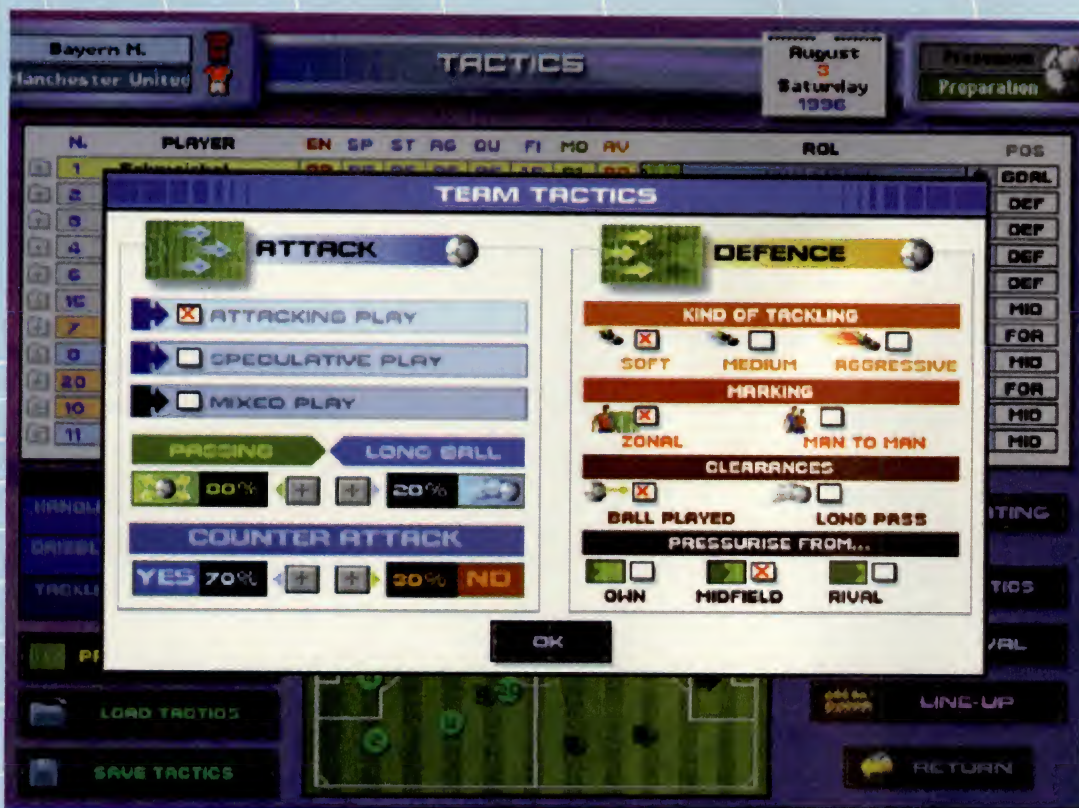 Bayern M.
Manchester United
TACTICS
August
3
Saturday
1996
Preparation
N. PLAYER EN SP ST AG QU FI MO AV ROL POS
1 GOAL
2 DEF
3 DEF
4 DEF
6 DEF
15 MID
7 FOR
8 MID
20 FOR
10 MID
11 MID
TEAM TACTICS
ATTACK
ATTACKING PLAY
SPECULATIVE PLAY
MIXED PLAY
PASSING LONG BALL
80% 20%
COUNTER ATTACK
YES 70% 30% NO
DEFENCE
KIND OF TACKLING
SOFT MEDIUM AGGRESSIVE
MARKING
ZONAL MAN TO MAN
CLEARANCES
BALL PLAYED LONG PASS
PRESSURISE FROM...
OWN MIDFIELD RIVAL
OK
LOAD TACTICS
SAVE TACTICS
LINE-UP
RETURN